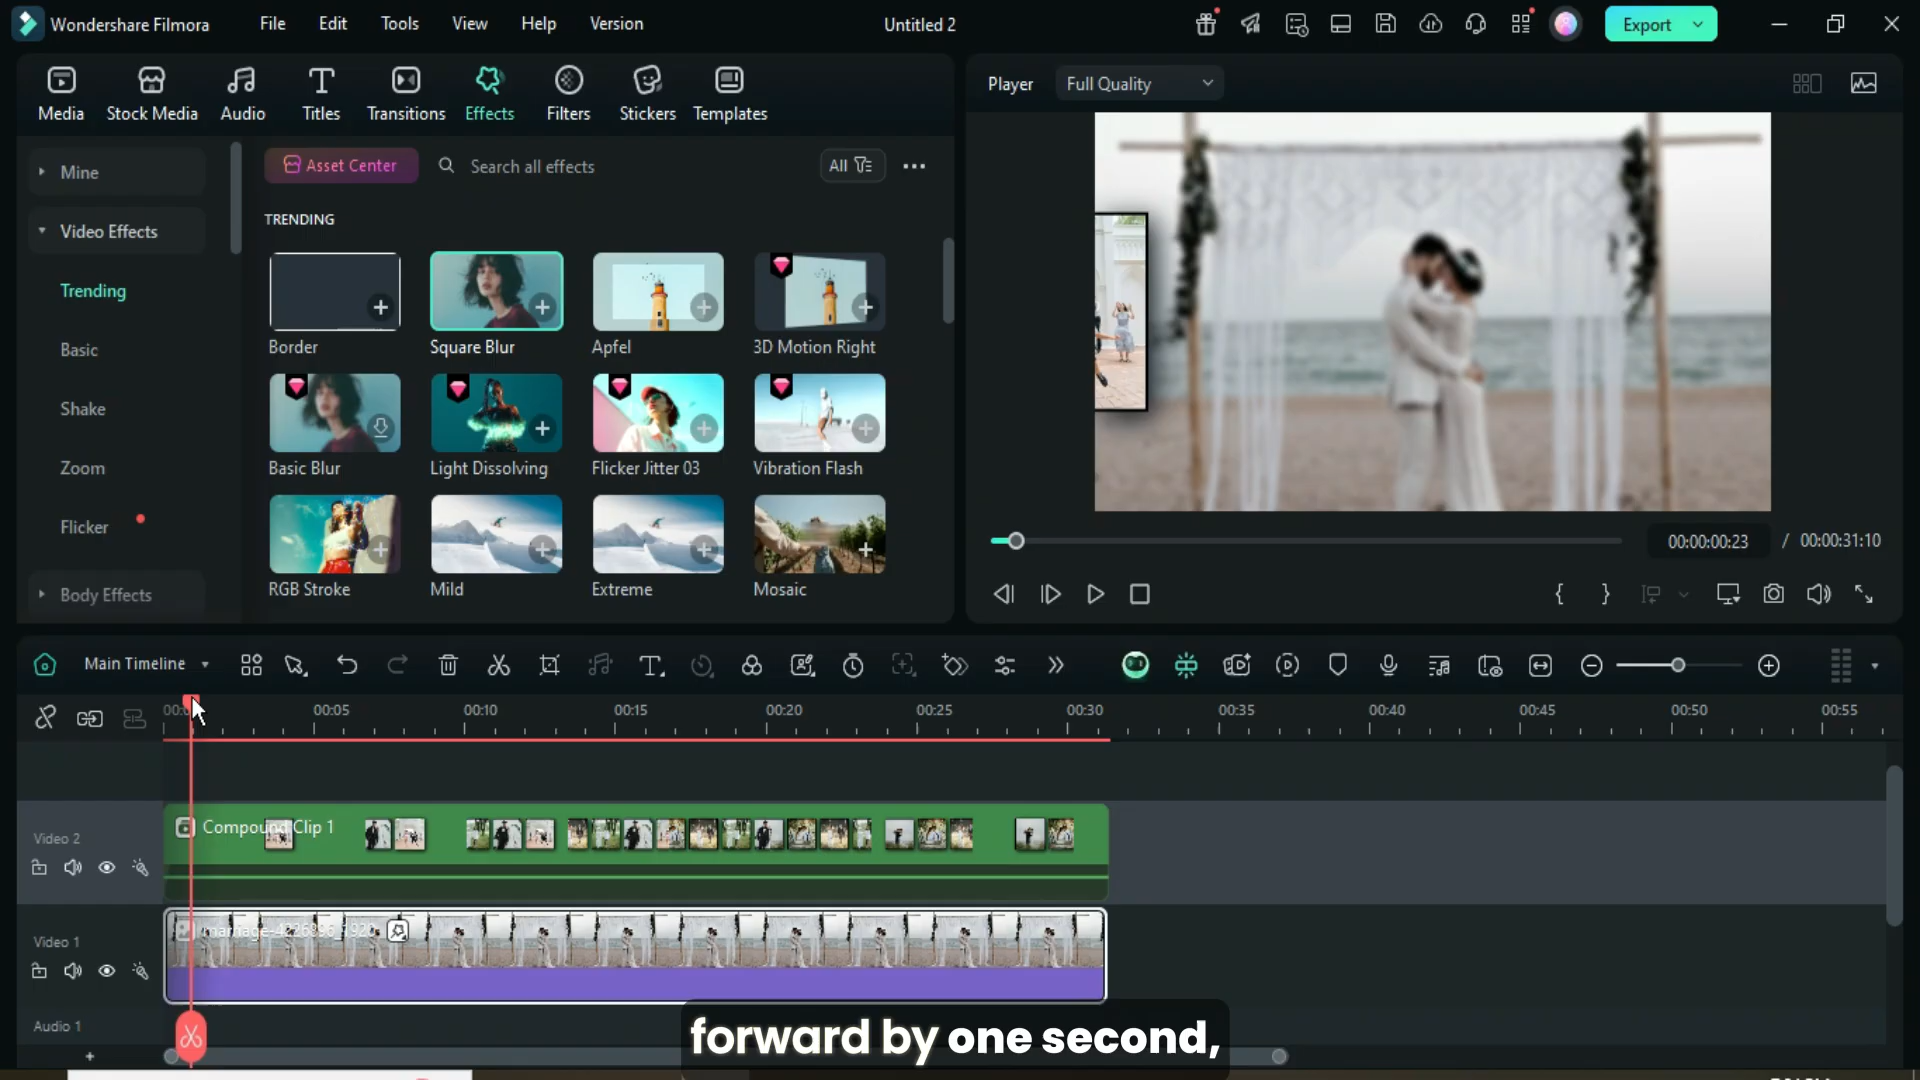 Wondershare Filmora
File
Edit
Tools
View
Help
Version
Untitled 2
Export
Media
Stock Media
Audio
Titles
Transitions
Effects
Filters
Stickers
Templates
Player
Full Quality
Mine
Video Effects
Trending
Basic
Shake
Zoom
Flicker
Body Effects
Asset Center
Search all effects
All
TRENDING
Border
Square Blur
Apfel
3D Motion Right
Basic Blur
Light Dissolving
Flicker Jitter 03
Vibration Flash
RGB Stroke
Mild
Extreme
Mosaic
00:00:00:23
/ 00:00:31:10
Main Timeline
00:05
00:10
00:15
00:20
00:25
00:30
00:35
00:40
00:45
00:50
00:55
Video 2
Compound Clip 1
Video 1
marriage-4226896_1920
Audio 1
forward by one second,